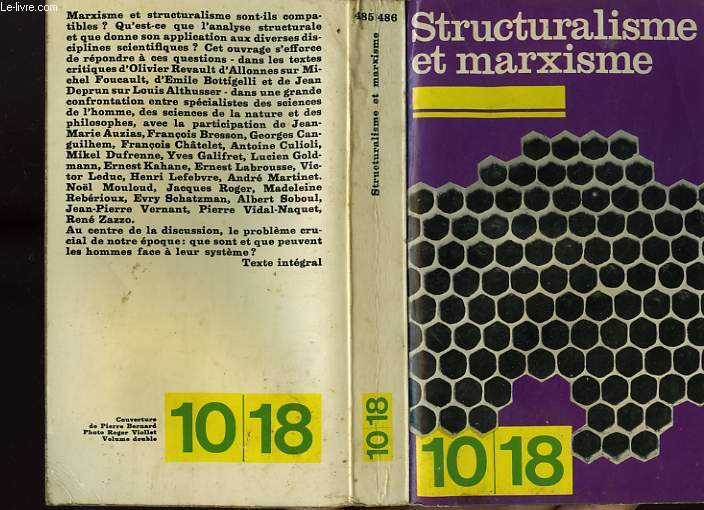 © Le-Livre.com
Marxisme et structuralisme sont-ils compa-
tibles ? Qu'est-ce que l'analyse structurale
et que donne son application aux diverses dis-
ciplines scientifiques ? Cet ouvrage s'efforce
de répondre à ces questions - dans les textes
critiques d'Olivier Revault d'Allonnes sur Mi-
chel Foucault, d'Emile Bottigelli et de Jean
Deprun sur Louis Althusser - dans une grande
confrontation entre spécialistes des sciences
de l'homme, des sciences de la nature et des
philosophes, avec la participation de Jean-
Marie Auzias, François Bresson, Georges Can-
guilhem, François Châtelet, Antoine Culioli,
Mikel Dufrenne, Yves Galifret, Lucien Gold-
mann, Ernest Kahane, Ernest Labrousse, Vic-
tor Leduc, Henri Lefebvre, André Martinet.
Noël Mouloud, Jacques Roger, Madeleine
Rebérioux, Evry Schatzman, Albert Soboul,
Jean-Pierre Vernant, Pierre Vidal-Naquet,
René Zazzo.
Au centre de la discussion, le problème cru-
cial de notre époque : que sont et que peuvent
les hommes face à leur système ?
Texte intégral
Couverture
de Pierre Bernard
Photo Roger Viollet
Volume double
10|18
485 486
Structuralisme et marxisme
10|18
Structuralisme
et marxisme
10|18